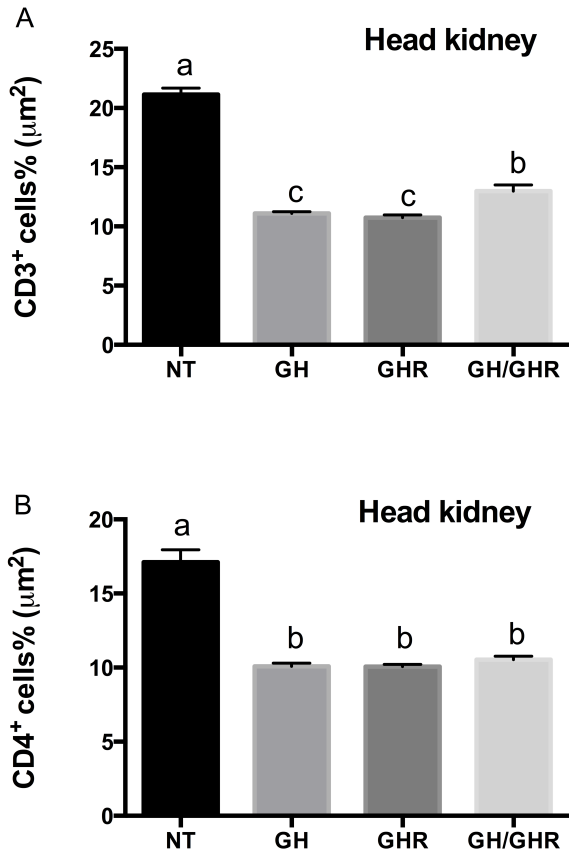 A
Head kidney
CD3⁺ cells% (μm²)
25
20
15
10
5
0
a
c
c
b
NT GH GHR GH/GHR
B
Head kidney
CD4⁺ cells% (μm²)
20
15
10
5
0
a
b
b
b
NT GH GHR GH/GHR